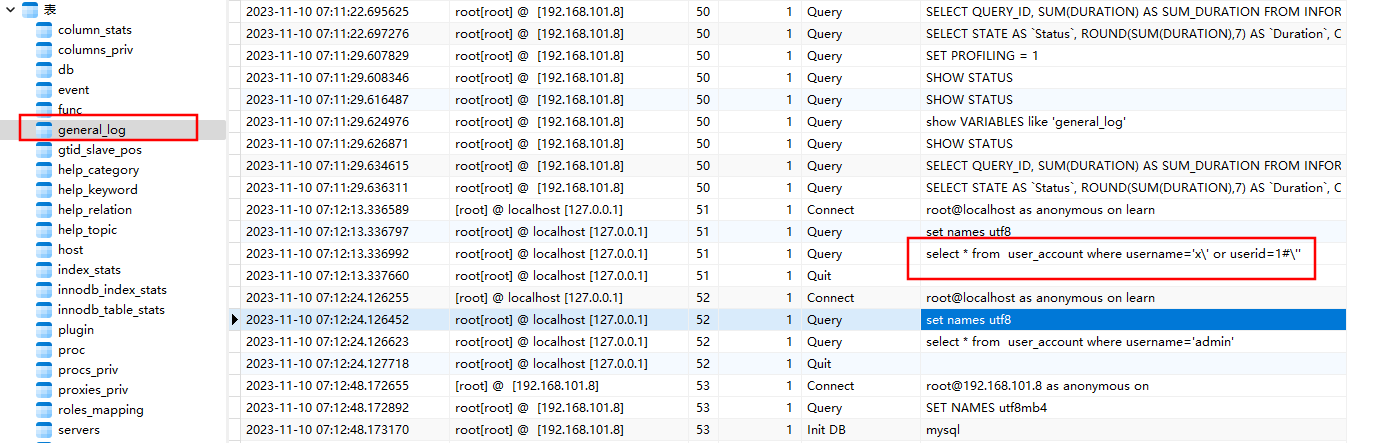 表
column_stats
columns_priv
db
event
func
general_log
gtid_slave_pos
help_category
help_keyword
help_relation
help_topic
host
index_stats
innodb_index_stats
innodb_table_stats
plugin
proc
procs_priv
proxies_priv
roles_mapping
servers
2023-11-10 07:11:22.695625 root[root] @ [192.168.101.8] 50 1 Query SELECT QUERY_ID, SUM(DURATION) AS SUM_DURATION FROM INFOR
2023-11-10 07:11:22.697276 root[root] @ [192.168.101.8] 50 1 Query SELECT STATE AS `Status`, ROUND(SUM(DURATION),7) AS `Duration`, C
2023-11-10 07:11:29.607829 root[root] @ [192.168.101.8] 50 1 Query SET PROFILING = 1
2023-11-10 07:11:29.608346 root[root] @ [192.168.101.8] 50 1 Query SHOW STATUS
2023-11-10 07:11:29.616487 root[root] @ [192.168.101.8] 50 1 Query SHOW STATUS
2023-11-10 07:11:29.624976 root[root] @ [192.168.101.8] 50 1 Query show VARIABLES like 'general_log'
2023-11-10 07:11:29.626871 root[root] @ [192.168.101.8] 50 1 Query SHOW STATUS
2023-11-10 07:11:29.634615 root[root] @ [192.168.101.8] 50 1 Query SELECT QUERY_ID, SUM(DURATION) AS SUM_DURATION FROM INFOR
2023-11-10 07:11:29.636311 root[root] @ [192.168.101.8] 50 1 Query SELECT STATE AS `Status`, ROUND(SUM(DURATION),7) AS `Duration`, C
2023-11-10 07:12:13.336589 [root] @ localhost [127.0.0.1] 51 1 Connect root@localhost as anonymous on learn
2023-11-10 07:12:13.336797 root[root] @ localhost [127.0.0.1] 51 1 Query set names utf8
2023-11-10 07:12:13.336992 root[root] @ localhost [127.0.0.1] 51 1 Query select * from  user_account where username='x\' or userid=1#\''
2023-11-10 07:12:13.337660 root[root] @ localhost [127.0.0.1] 51 1 Quit
2023-11-10 07:12:24.126255 [root] @ localhost [127.0.0.1] 52 1 Connect root@localhost as anonymous on learn
2023-11-10 07:12:24.126452 root[root] @ localhost [127.0.0.1] 52 1 Query set names utf8
2023-11-10 07:12:24.126623 root[root] @ localhost [127.0.0.1] 52 1 Query select * from  user_account where username='admin'
2023-11-10 07:12:24.127718 root[root] @ localhost [127.0.0.1] 52 1 Quit
2023-11-10 07:12:48.172655 [root] @ [192.168.101.8] 53 1 Connect root@192.168.101.8 as anonymous on
2023-11-10 07:12:48.172892 root[root] @ [192.168.101.8] 53 1 Query SET NAMES utf8mb4
2023-11-10 07:12:48.173170 root[root] @ [192.168.101.8] 53 1 Init DB mysql